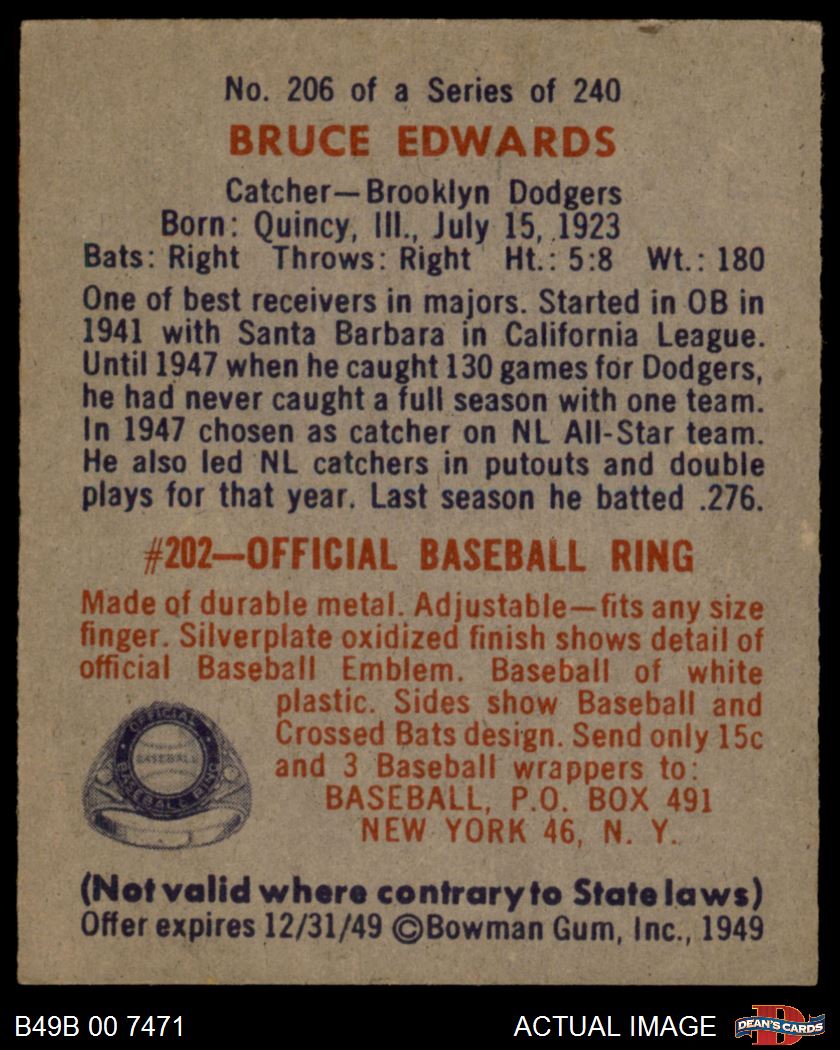 No. 206 of a Series of 240
BRUCE EDWARDS
Catcher—Brooklyn Dodgers
Born: Quincy, Ill., July 15, 1923
Bats: Right Throws: Right Ht.: 5:8 Wt.: 180
One of best receivers in majors. Started in OB in
1941 with Santa Barbara in California League.
Until 1947 when he caught 130 games for Dodgers,
he had never caught a full season with one team.
In 1947 chosen as catcher on NL All-Star team.
He also led NL catchers in putouts and double
plays for that year. Last season he batted .276.
#202—OFFICIAL BASEBALL RING
Made of durable metal. Adjustable—fits any size
finger. Silverplate oxidized finish shows detail of
official Baseball Emblem. Baseball of white
plastic. Sides show Baseball and
Crossed Bats design. Send only 15c
and 3 Baseball wrappers to:
BASEBALL, P.O. BOX 491
NEW YORK 46, N. Y.
OFFICIAL
BASEBALL
BASEBALL RING
(Not valid where contrary to State laws)
Offer expires 12/31/49 ©Bowman Gum, Inc., 1949
B49B 00 7471
ACTUAL IMAGE
D
DEAN'S CARDS